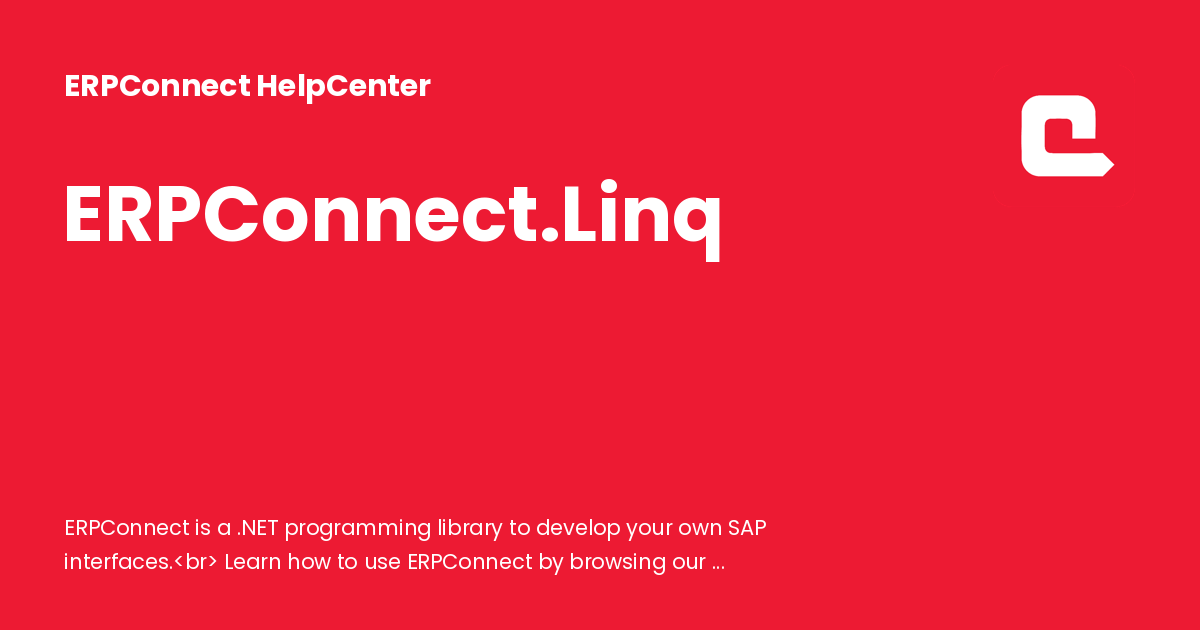 ERPConnect HelpCenter
ERPConnect.Linq
ERPConnect is a .NET programming library to develop your own SAP
interfaces.<br> Learn how to use ERPConnect by browsing our ...